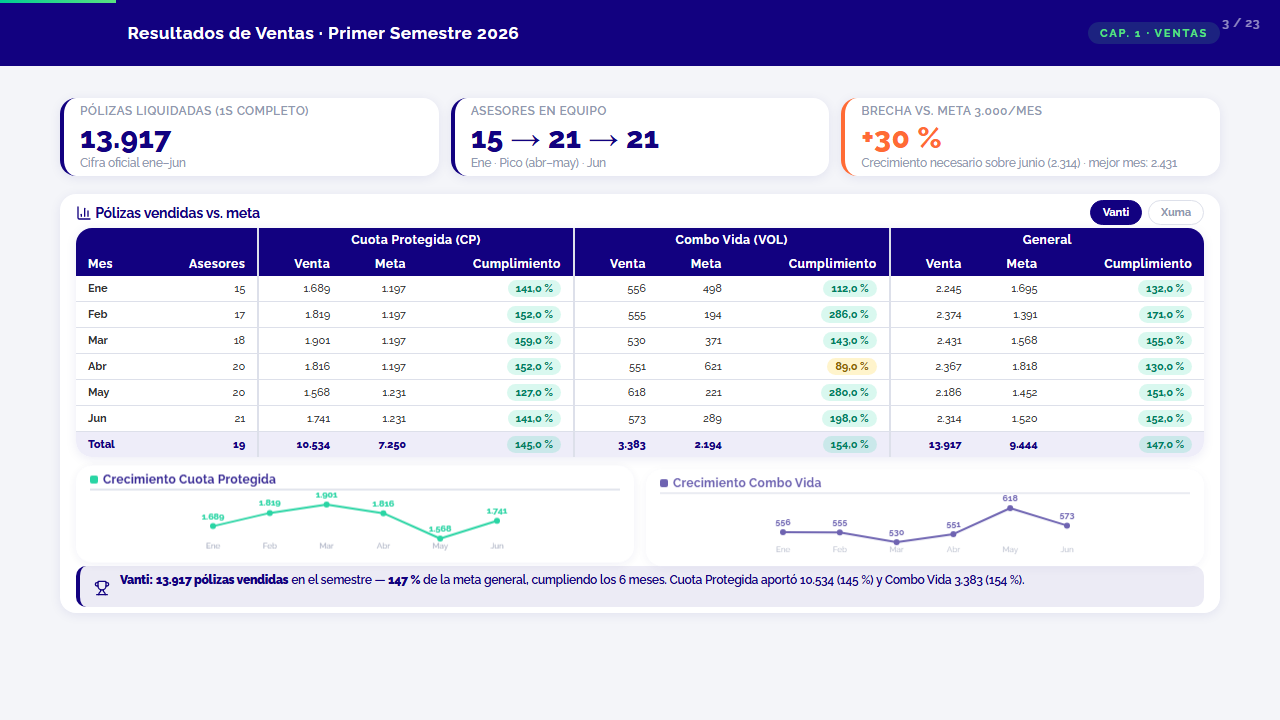 Resultados de Ventas · Primer Semestre 2026
CAP. 1 · VENTAS
3 / 23
PÓLIZAS LIQUIDADAS (1S COMPLETO)
13.917
Cifra oficial ene–jun
ASESORES EN EQUIPO
15 → 21 → 21
Ene · Pico (abr–may) · Jun
BRECHA VS. META 3.000/MES
+30 %
Crecimiento necesario sobre junio (2.314) · mejor mes: 2.431
Pólizas vendidas vs. meta
Vanti Xuma
Cuota Protegida (CP) Combo Vida (VOL) General
Mes Asesores Venta Meta Cumplimiento Venta Meta Cumplimiento Venta Meta Cumplimiento
Ene 15 1.689 1.197 141,0 % 556 498 112,0 % 2.245 1.695 132,0 %
Feb 17 1.819 1.197 152,0 % 555 194 286,0 % 2.374 1.391 171,0 %
Mar 18 1.901 1.197 159,0 % 530 371 143,0 % 2.431 1.568 155,0 %
Abr 20 1.816 1.197 152,0 % 551 621 89,0 % 2.367 1.818 130,0 %
May 20 1.568 1.231 127,0 % 618 221 280,0 % 2.186 1.452 151,0 %
Jun 21 1.741 1.231 141,0 % 573 289 198,0 % 2.314 1.520 152,0 %
Total 19 10.534 7.250 145,0 % 3.383 2.194 154,0 % 13.917 9.444 147,0 %
Crecimiento Cuota Protegida
1.689 1.819 1.901 1.816 1.568 1.741
Ene Feb Mar Abr May Jun
Crecimiento Combo Vida
556 555 530 551 618 573
Ene Feb Mar Abr May Jun
Vanti: 13.917 pólizas vendidas en el semestre — 147 % de la meta general, cumpliendo los 6 meses. Cuota Protegida aportó 10.534 (145 %) y Combo Vida 3.383 (154 %).